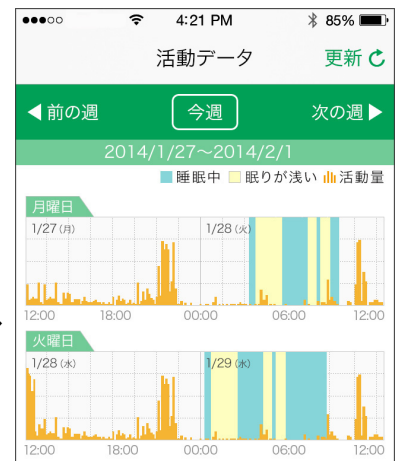 4:21 PM 85%
活動データ 更新
前の週 今週 次の週
2014/1/27～2014/2/1
睡眠中 眠りが浅い 活動量
月曜日
1/27(月) 1/28(火)
12:00 18:00 00:00 06:00 12:00
火曜日
1/28(水) 1/29(水)
12:00 18:00 00:00 06:00 12:00